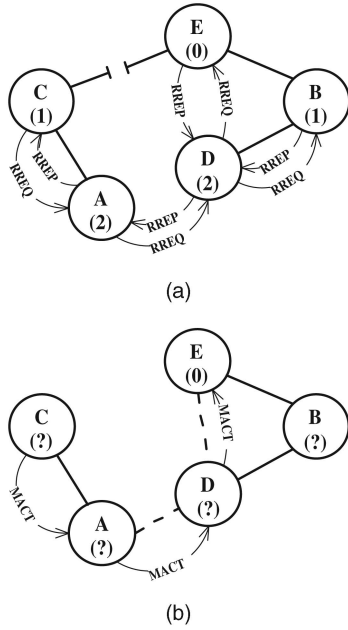 E
(0)
C
(1)
B
(1)
RREP
RREQ
D
(2)
RREP
RREQ
RREP
RREQ
A
(2)
RREP
RREQ
(a)
E
(0)
C
(?)
B
(?)
MACT
D
(?)
MACT
A
(?)
MACT
(b)